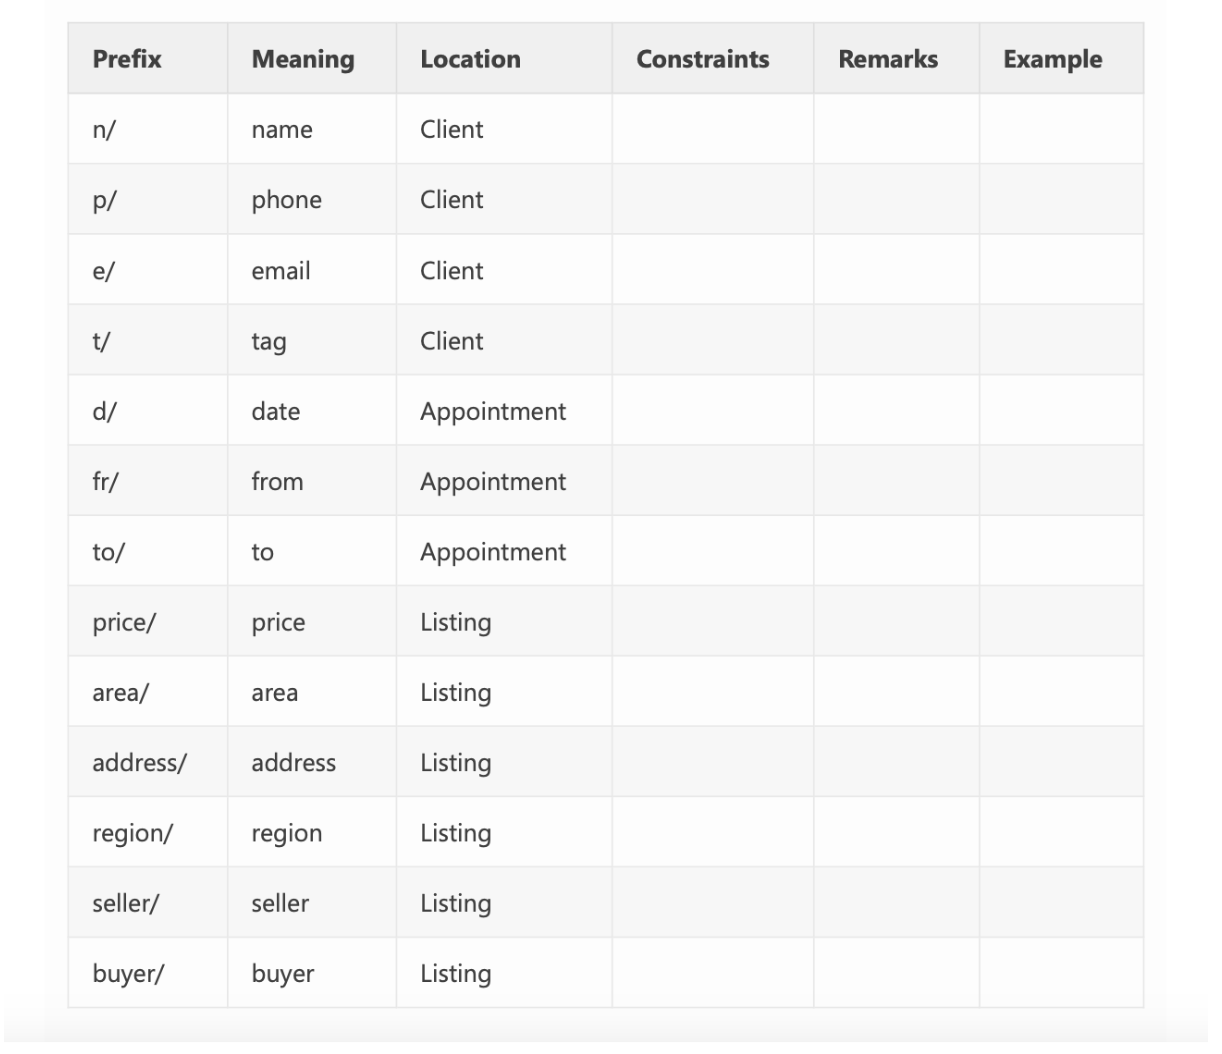 Prefix Meaning Location Constraints Remarks Example
n/ name Client
p/ phone Client
e/ email Client
t/ tag Client
d/ date Appointment
fr/ from Appointment
to/ to Appointment
price/ price Listing
area/ area Listing
address/ address Listing
region/ region Listing
seller/ seller Listing
buyer/ buyer Listing